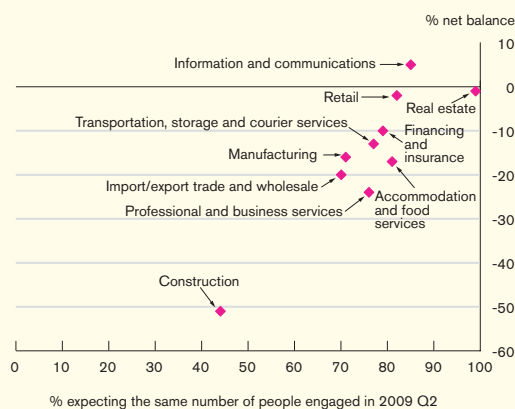 % net balance
10
Information and communications
0
Retail
Real estate
Transportation, storage and courier services
-10
Financing
and
insurance
Manufacturing
-20
Import/export trade and wholesale
Accommodation
and food
services
Professional and business services
-30
-40
Construction
-50
-60
0 10 20 30 40 50 60 70 80 90 100
% expecting the same number of people engaged in 2009 Q2